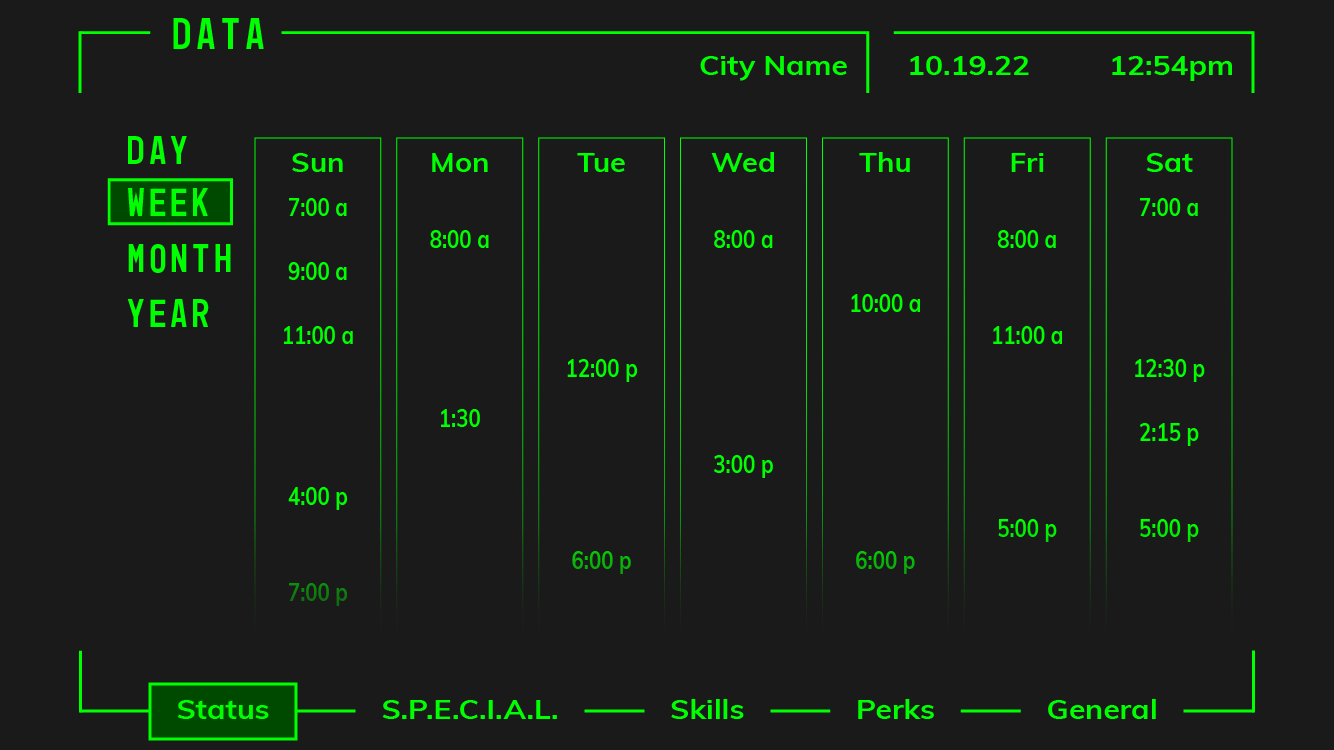 DATA
City Name 10.19.22 12:54pm
DAY
WEEK
MONTH
YEAR
Sun Mon Tue Wed Thu Fri Sat
7:00 a 7:00 a
8:00 a 8:00 a 8:00 a
9:00 a
10:00 a
11:00 a 11:00 a
12:00 p 12:30 p
1:30
2:15 p
3:00 p
4:00 p
5:00 p 5:00 p
6:00 p 6:00 p
7:00 p
Status S.P.E.C.I.A.L. Skills Perks General